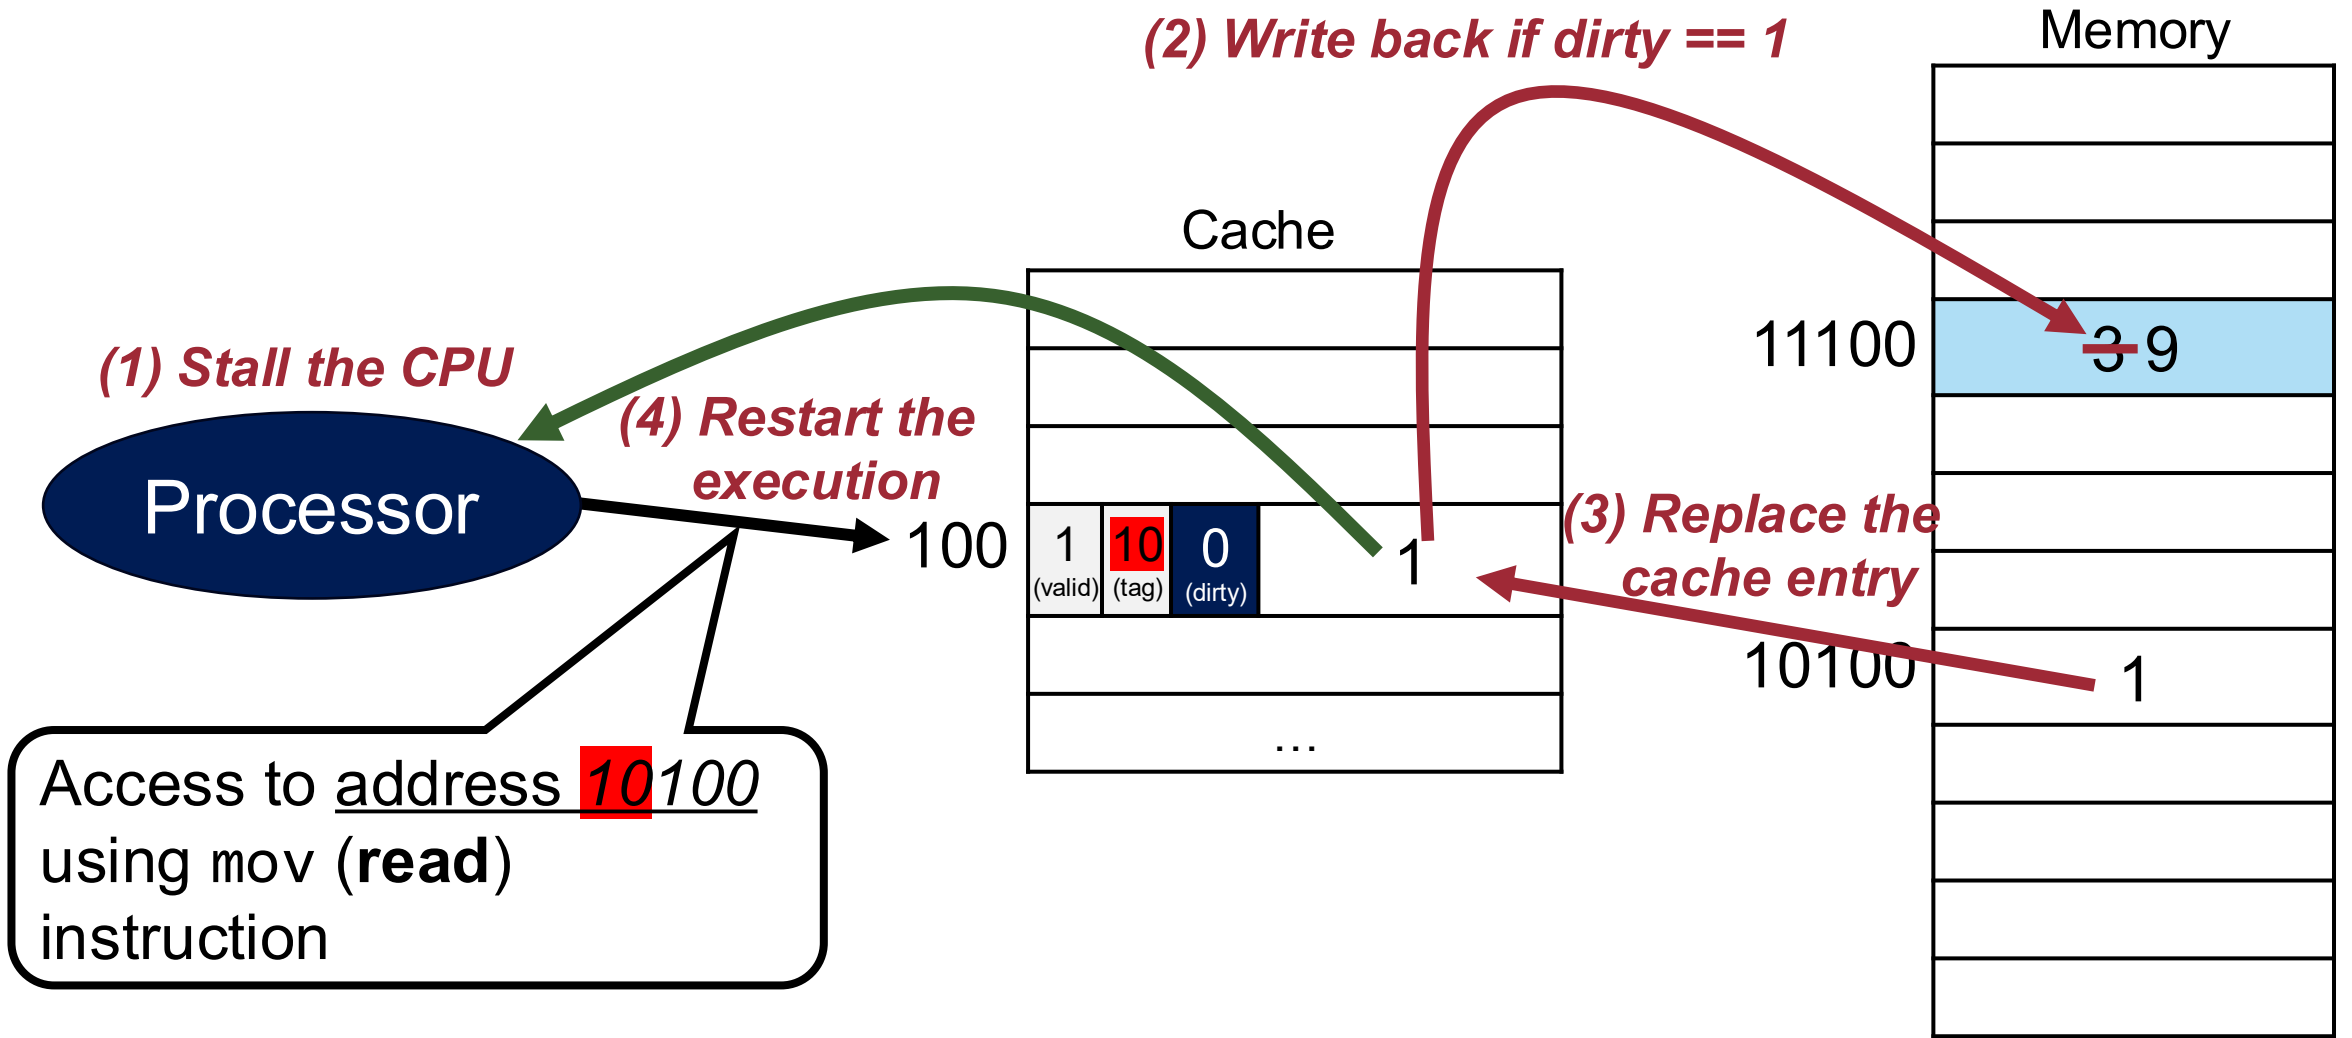 (2) Write back if dirty == 1
Memory
Cache
11100
3 9
(1) Stall the CPU
(4) Restart the
execution
Processor
100
1
(valid)
10
(tag)
0
(dirty)
1
(3) Replace the
cache entry
10100
1
...
Access to address 10100
using mov (read)
instruction